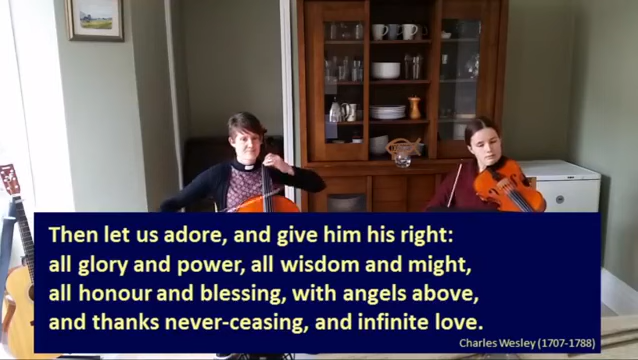 Then let us adore, and give him his right:
all glory and power, all wisdom and might,
all honour and blessing, with angels above,
and thanks never-ceasing, and infinite love.
Charles Wesley (1707-1788)